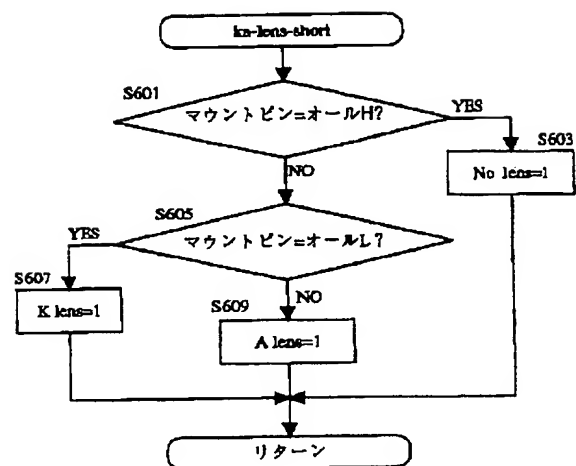 ka-lens-short
S601
マウントピン=オールH?
YES
S603
No lens=1
NO
S605
マウントピン=オールL?
YES
S607
K lens=1
NO
S609
A lens=1
リターン